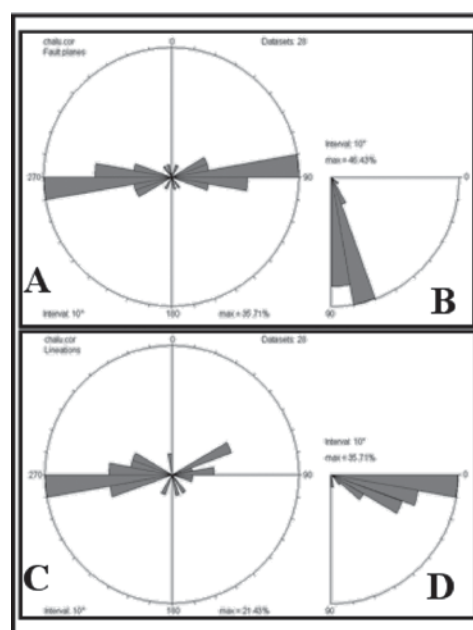 chalu.cor
Fault planes
Datasets: 28
0
270
90
180
Interval: 10°
max = 35,71%
A
Interval: 10°
max = 46,43%
0
90
B
chalu.cor
Lineations
Datasets: 28
0
270
90
180
Interval: 10°
max = 21,43%
C
Interval: 10°
max = 35,71%
0
90
D